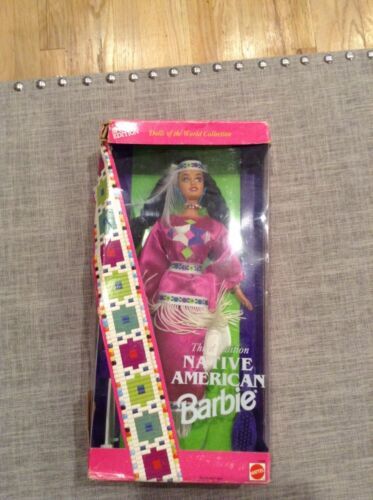 EDITION
Dolls of the World Collection
Third Edition
NATIVE
AMERICAN
Barbie
MATTEL